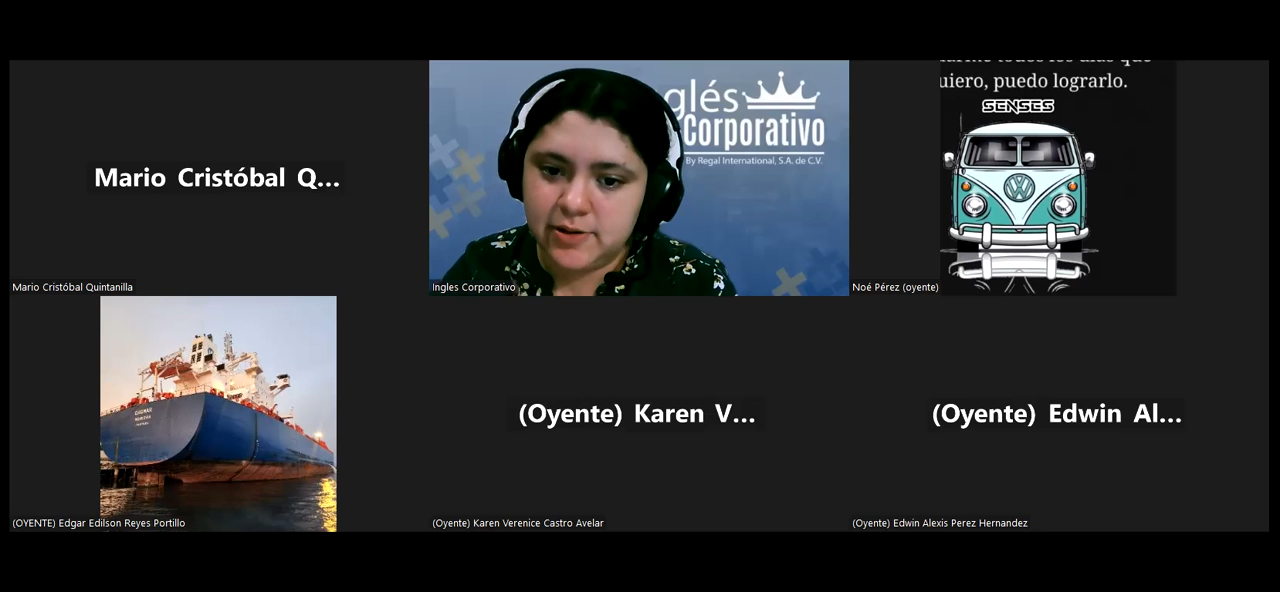 Mario Cristóbal Q...
Mario Cristóbal Quintanilla
glés
Corporativo
By Regal International, S.A. de C.V.
Ingles Corporativo
uiero, puedo lograrlo.
SENSES
Noé Pérez (oyente)
(OYENTE) Edgar Edilson Reyes Portillo
(Oyente) Karen V...
(Oyente) Karen Verenice Castro Avelar
(Oyente) Edwin Al...
(Oyente) Edwin Alexis Perez Hernandez